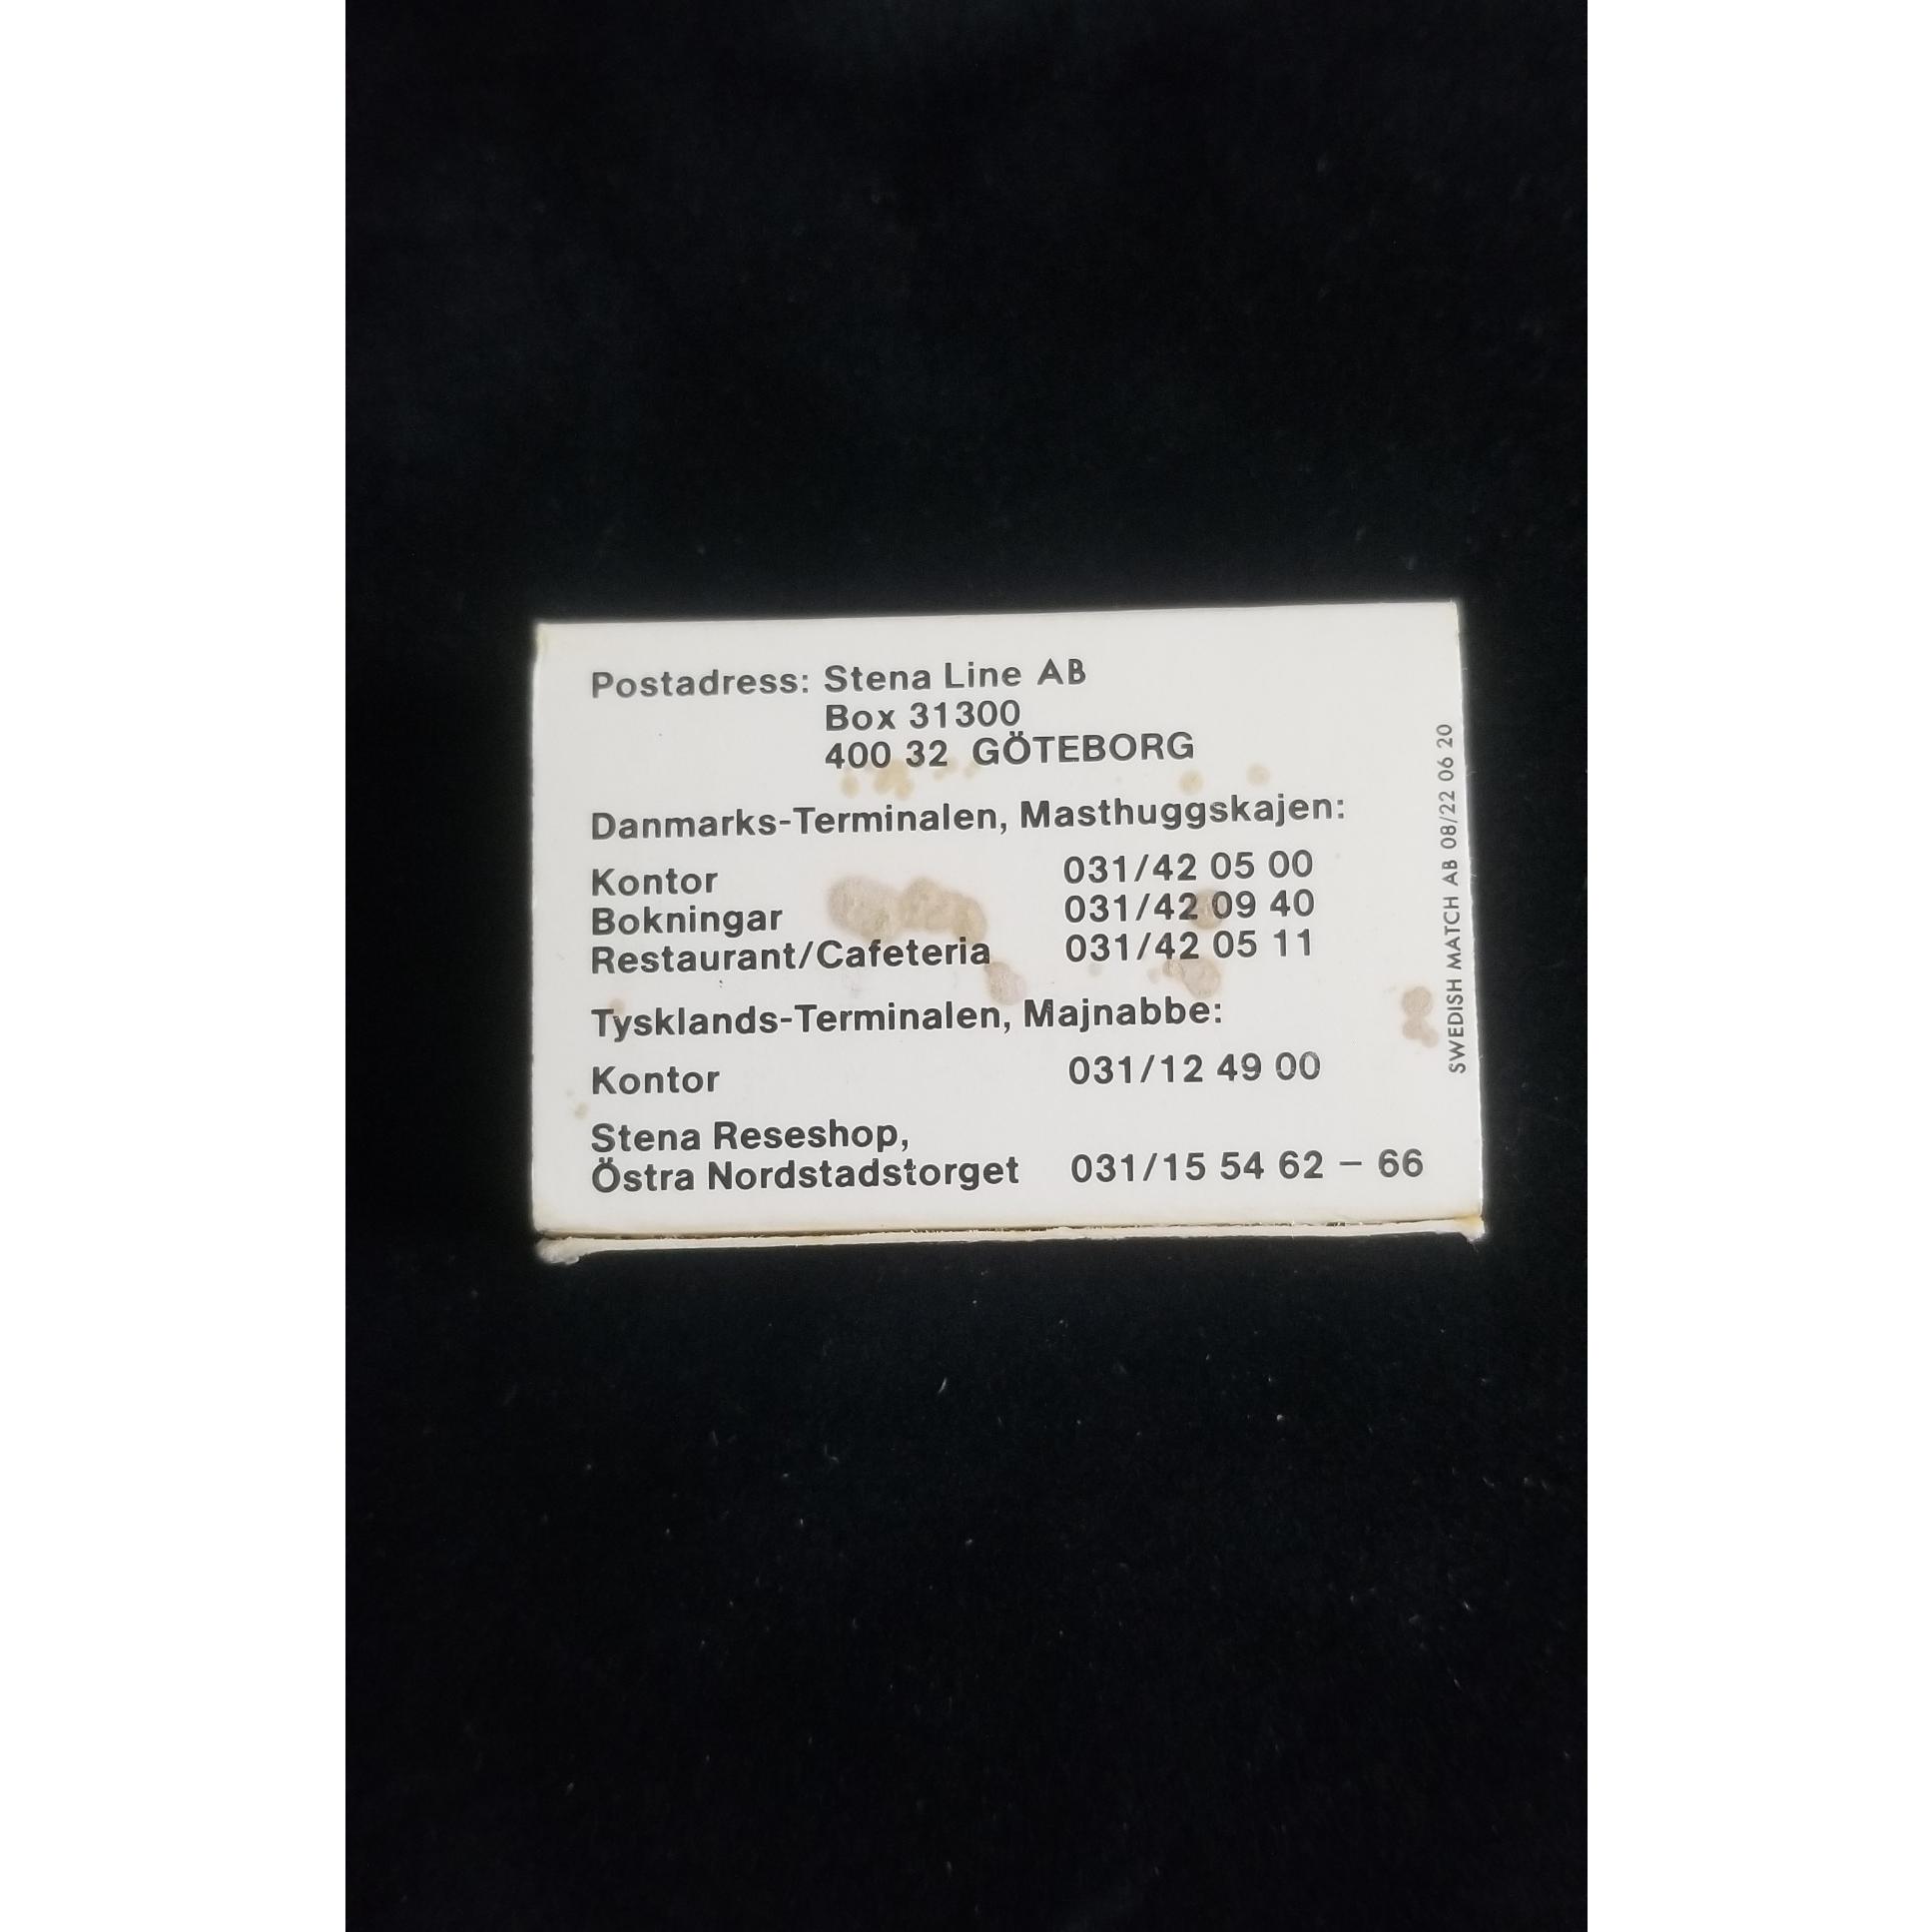 Postadress: Stena Line AB
Box 31300
400 32 GÖTEBORG
Danmarks-Terminalen, Masthuggskajen:
Kontor 031/42 05 00
Bokningar 031/42 09 40
Restaurant/Cafeteria 031/42 05 11
Tysklands-Terminalen, Majnabbe:
Kontor 031/12 49 00
Stena Reseshop,
Östra Nordstadstorget 031/15 54 62 – 66
SWEDISH MATCH AB 08/22 06 20